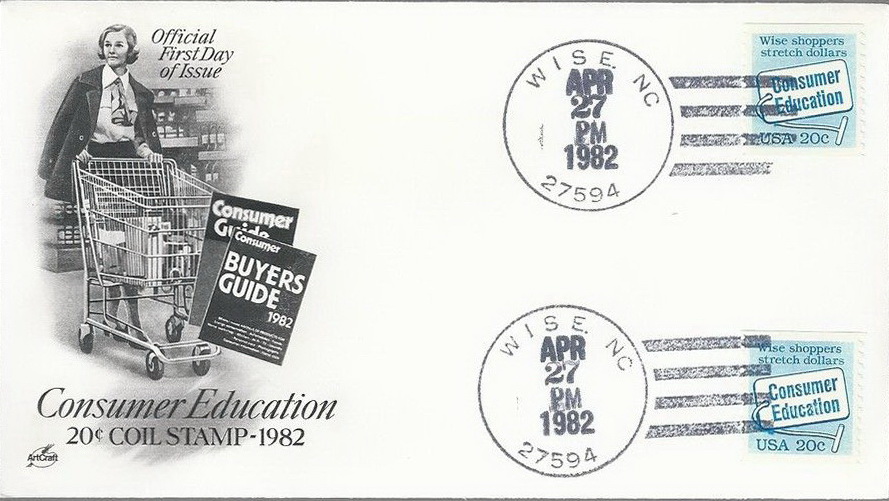 Official
First Day
of Issue
Consumer
Guide
Consumer
BUYERS
GUIDE
1982
Consumer Education
20¢ COIL STAMP-1982
ArtCraft
WISE. NC
APR
27
PM
1982
27594
Wise shoppers
stretch dollars
Consumer
Education
USA 20c
WISE. NC
APR
27
PM
1982
27594
Wise shoppers
stretch dollars
Consumer
Education
USA 20c